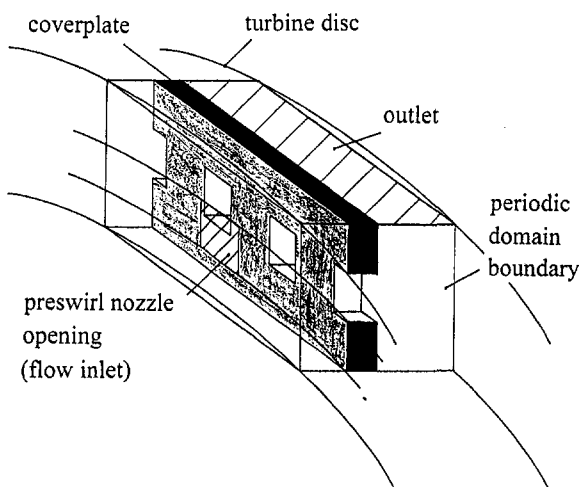 coverplate
turbine disc
outlet
periodic
domain
boundary
preswirl nozzle
opening
(flow inlet)